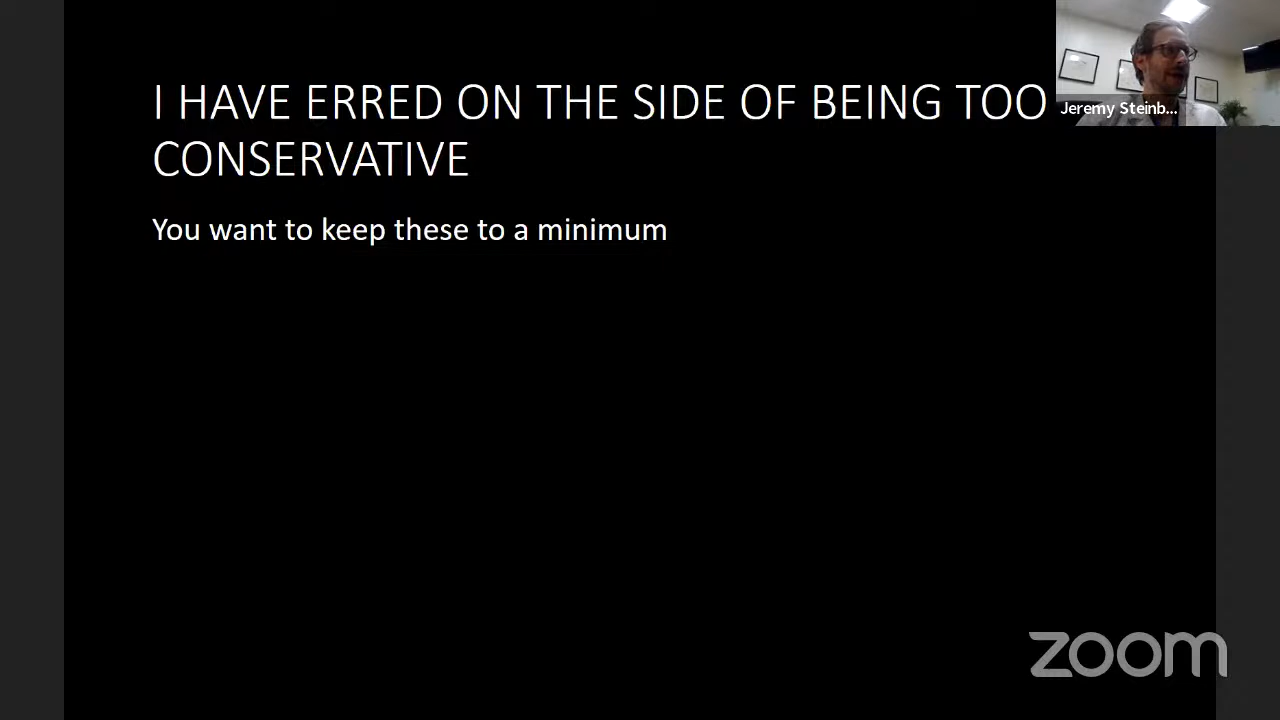 I HAVE ERRED ON THE SIDE OF BEING TOO
CONSERVATIVE
You want to keep these to a minimum
Jeremy Steinb...
zoom